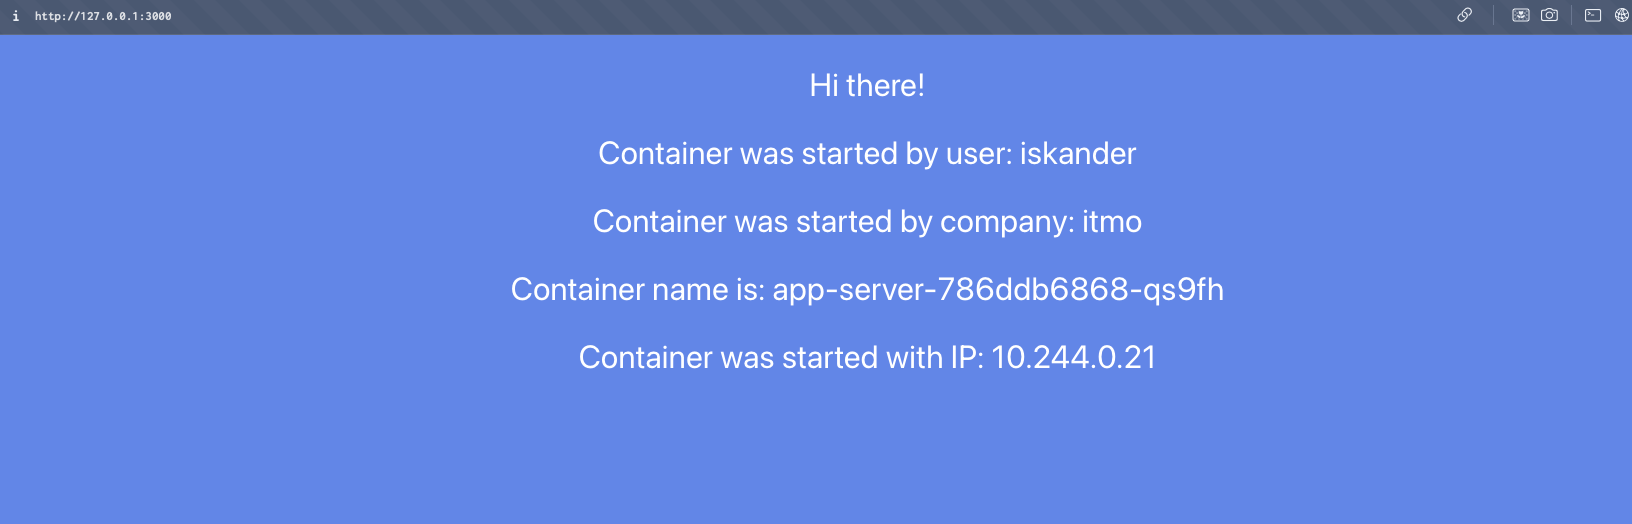 http://127.0.0.1:3000
Hi there!
Container was started by user: iskander
Container was started by company: itmo
Container name is: app-server-786ddb6868-qs9fh
Container was started with IP: 10.244.0.21